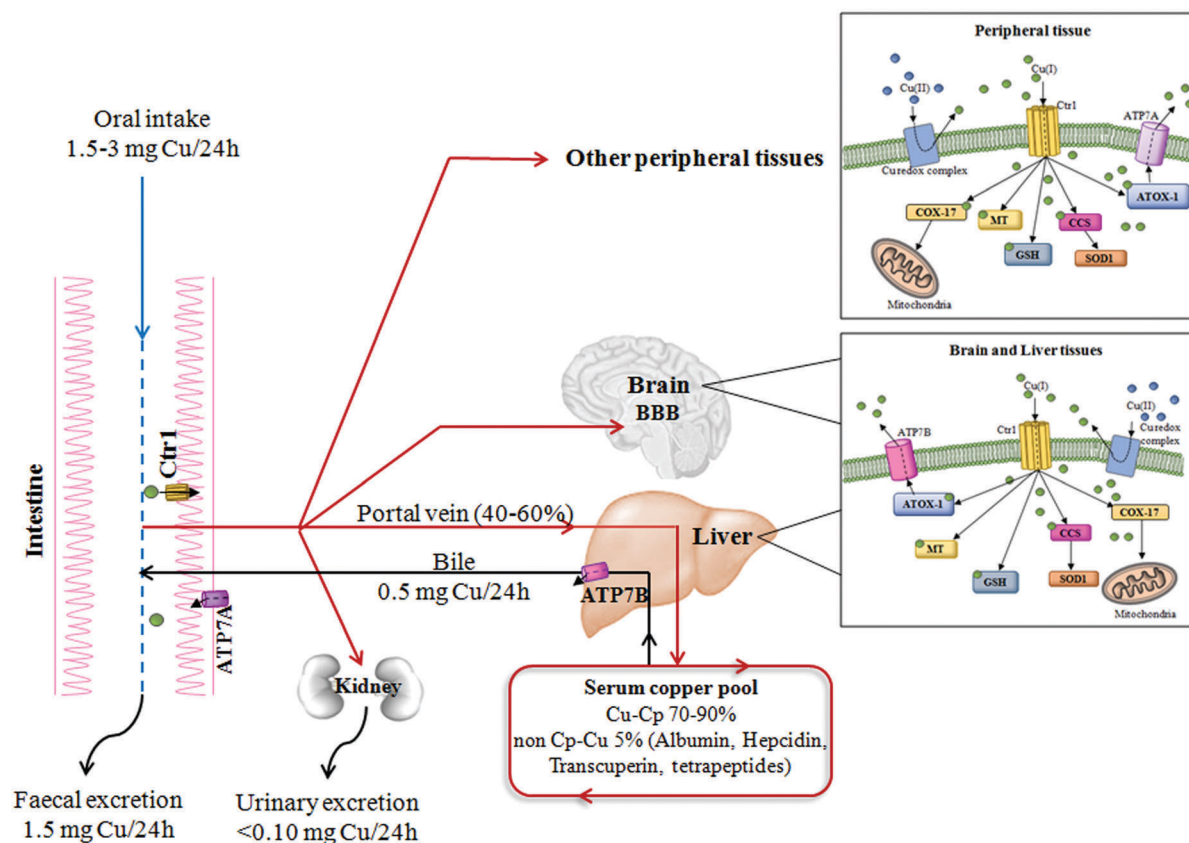 Oral intake
1.5-3 mg Cu/24h
Intestine
Ctr1
ATP7A
Faecal excretion
1.5 mg Cu/24h
Other peripheral tissues
Brain
BBB
Portal vein (40-60%)
Liver
Bile
0.5 mg Cu/24h
ATP7B
Kidney
Urinary excretion
<0.10 mg Cu/24h
Serum copper pool
Cu-Cp 70-90%
non Cp-Cu 5% (Albumin, Hepcidin,
Transcuperin, tetrapeptides)
Peripheral tissue
Cu(I)
Cu(II)
Ctr1
ATP7A
Cu redox complex
ATOX-1
COX-17
MT
CCS
GSH
SOD1
Mitochondria
Brain and Liver tissues
Cu(I)
Cu(II)
Ctr1
ATP7B
Cu redox
complex
ATOX-1
COX-17
CCS
MT
GSH
SOD1
Mitochondria